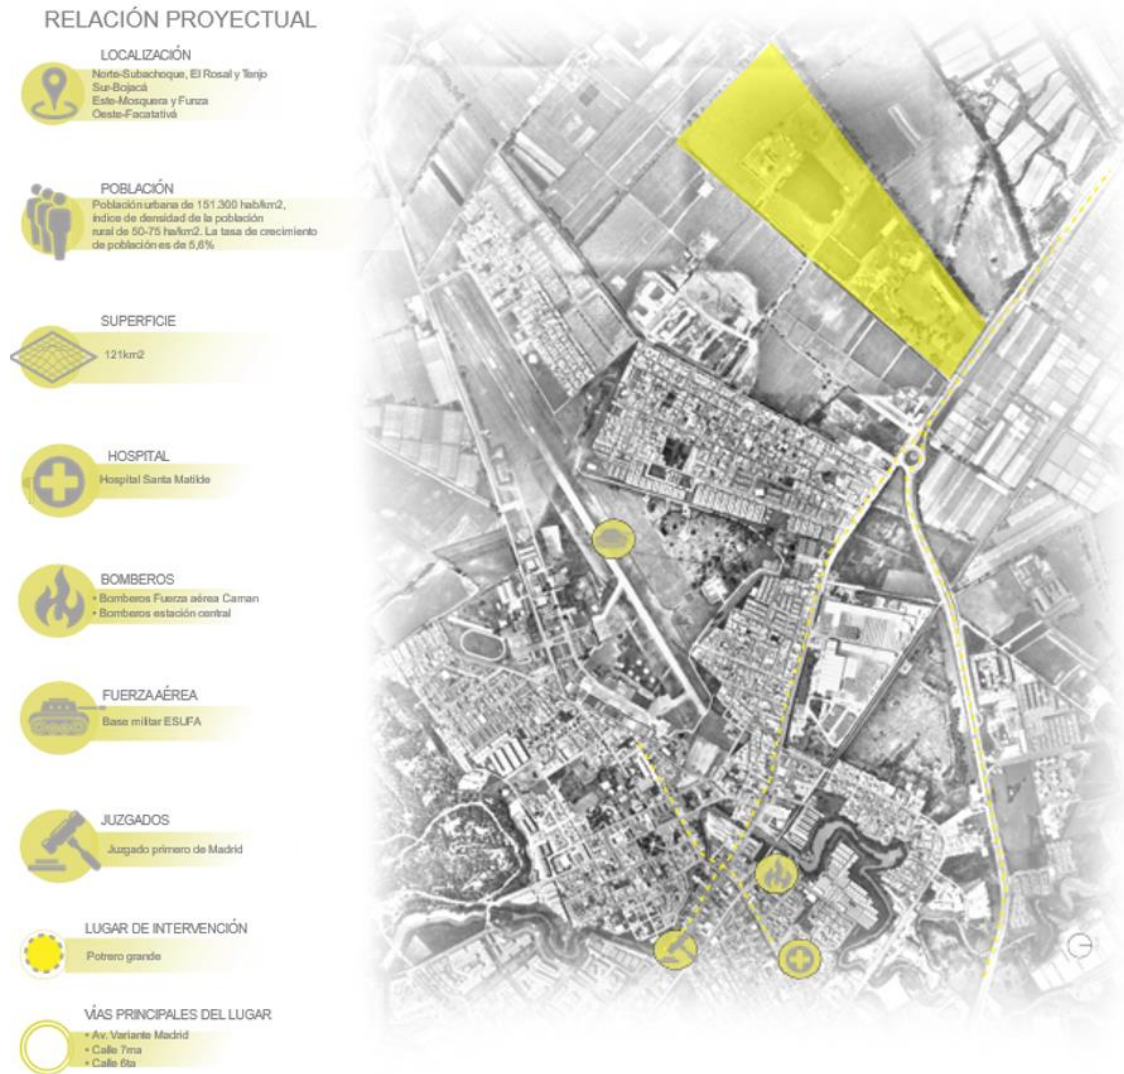 RELACIÓN PROYECTUAL
LOCALIZACIÓN
Norte-Subachoque, El Rosal y Tenjo
Sur-Bojacá
Este-Mosquera y Funza
Oeste-Facatativá
POBLACIÓN
Población urbana de 151.300 hab/km2,
índice de densidad de la población
rural de 50-75 ha/km2. La tasa de crecimiento
de población es de 5,6%
SUPERFICIE
121km2
HOSPITAL
Hospital Santa Matilde
BOMBEROS
• Bomberos Fuerza aérea Caman
• Bomberos estación central
FUERZA AÉREA
Base militar ESUFA
JUZGADOS
Juzgado primero de Madrid
LUGAR DE INTERVENCIÓN
Potrero grande
VÍAS PRINCIPALES DEL LUGAR
• Av. Variante Madrid
• Calle 7ma
• Calle 6ta